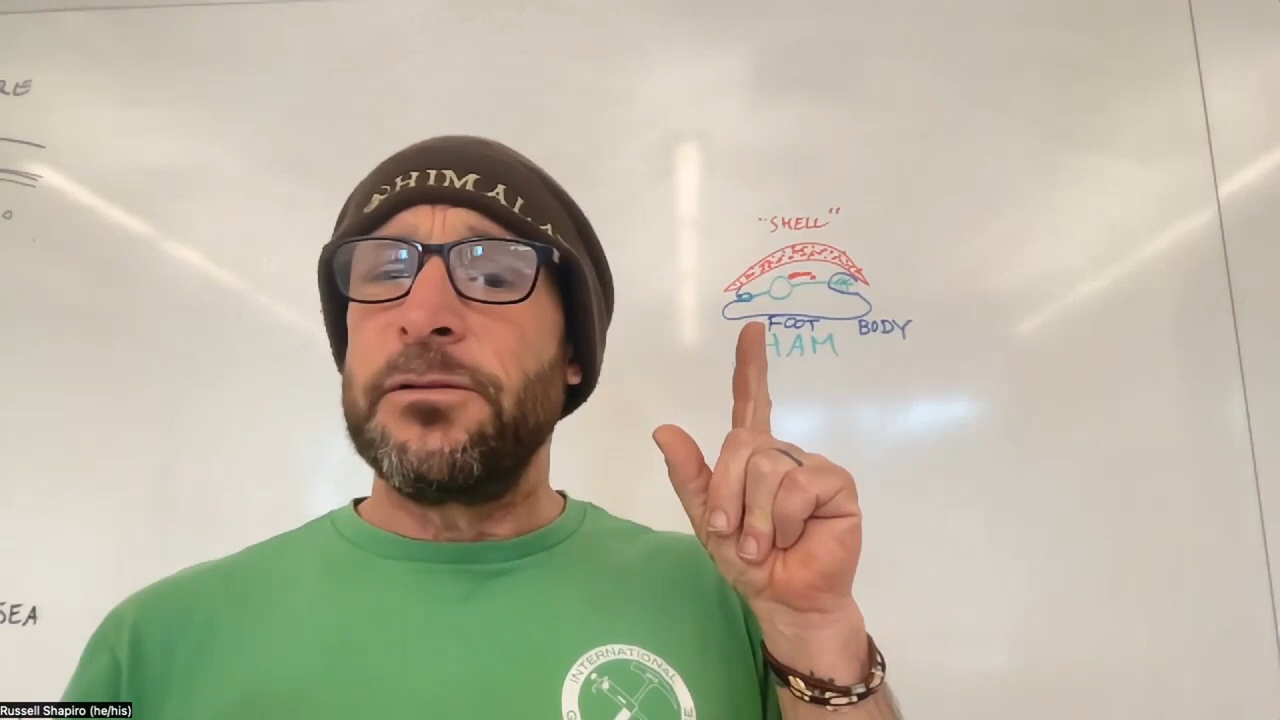 RE
HIMALA
"SHELL"
FOOT
BODY
HAM
SEA
INTERNATIONAL
Russell Shapiro (he/his)